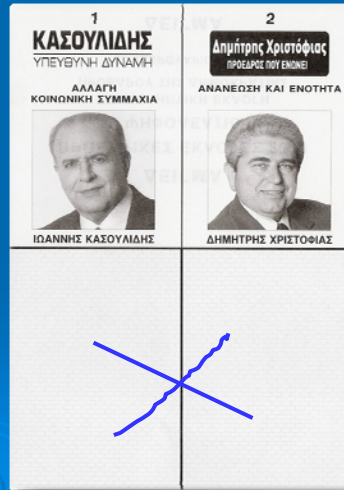 1
ΚΑΣΟΥΛΙΔΗΣ
ΥΠΕΥΘΥΝΗ ΔΥΝΑΜΗ
ΑΛΛΑΓΗ
ΚΟΙΝΩΝΙΚΗ ΣΥΜΜΑΧΙΑ
ΙΩΑΝΝΗΣ ΚΑΣΟΥΛΙΔΗΣ
2
Δημήτρης Χριστόφιας
ΠΡΟΕΔΡΟΣ ΠΟΥ ΕΝΩΝΕΙ
ΑΝΑΝΕΩΣΗ ΚΑΙ ΕΝΟΤΗΤΑ
ΔΗΜΗΤΡΗΣ ΧΡΙΣΤΟΦΙΑΣ